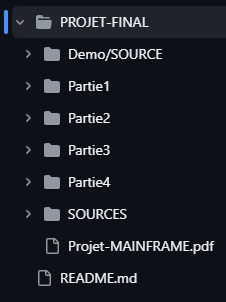 PROJET-FINAL
Demo/SOURCE
Partie1
Partie2
Partie3
Partie4
SOURCES
Projet-MAINFRAME.pdf
README.md